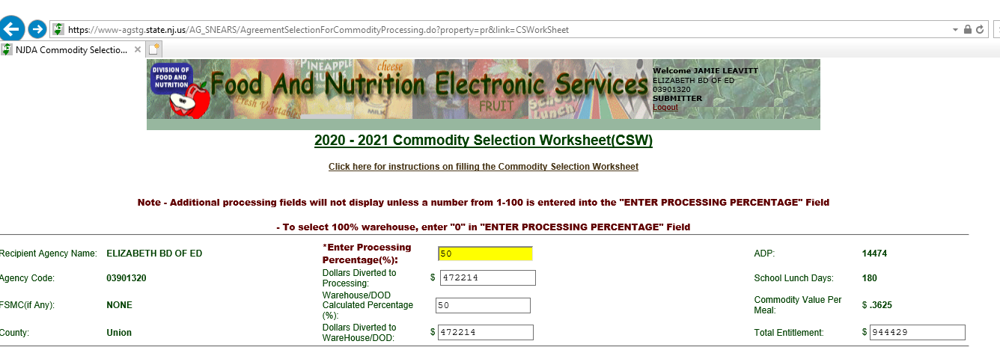 https://www-agstg.state.nj.us/AG_SNEARS/AgreementSelectionForCommodityProcessing.do?property=pr&link=CSWorkSheet
NJDA Commodity Selectio...
DIVISION OF
FOOD AND
NUTRITION
Food And Nutrition Electronic Services
PINEAPPLE
cheese
Fresh Vegetable
MILK
FRUIT
School
Lunch
Welcome JAMIE LEAVITT
ELIZABETH BD OF ED
03901320
SUBMITTER
Logout
2020 - 2021 Commodity Selection Worksheet(CSW)
Click here for instructions on filling the Commodity Selection Worksheet
Note - Additional processing fields will not display unless a number from 1-100 is entered into the "ENTER PROCESSING PERCENTAGE" Field
- To select 100% warehouse, enter "0" in "ENTER PROCESSING PERCENTAGE" Field
Recipient Agency Name: ELIZABETH BD OF ED
*Enter Processing
Percentage(%): 50
ADP: 14474
Agency Code: 03901320
Dollars Diverted to
Processing: $ 472214
School Lunch Days: 180
FSMC(if Any): NONE
Warehouse/DOD
Calculated Percentage
(%): 50
Commodity Value Per
Meal: $ .3625
County: Union
Dollars Diverted to
WareHouse/DOD: $ 472214
Total Entitlement: $ 944429